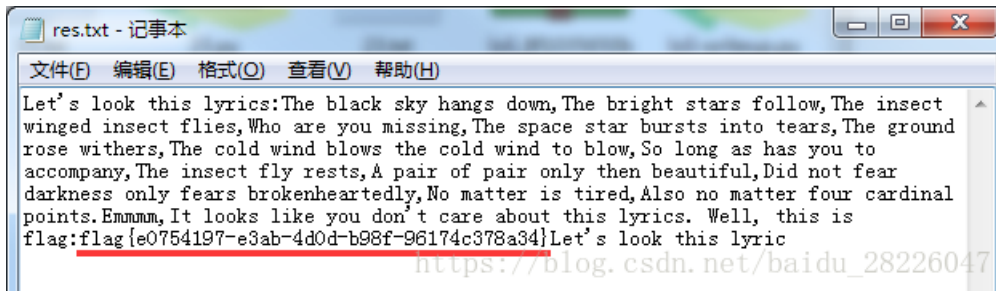 res.txt - 记事本
文件(F) 编辑(E) 格式(O) 查看(V) 帮助(H)
Let's look this lyrics:The black sky hangs down,The bright stars follow,The insect
winged insect flies,Who are you missing,The space star bursts into tears,The ground
rose withers,The cold wind blows the cold wind to blow,So long as has you to
accompany,The insect fly rests,A pair of pair only then beautiful,Did not fear
darkness only fears brokenheartedly,No matter is tired,Also no matter four cardinal
points.Emmmm,It looks like you don't care about this lyrics. Well, this is
flag:flag{e0754197-e3ab-4d0d-b98f-96174c378a34}Let's look this lyric
https://blog.csdn.net/baidu_28226047